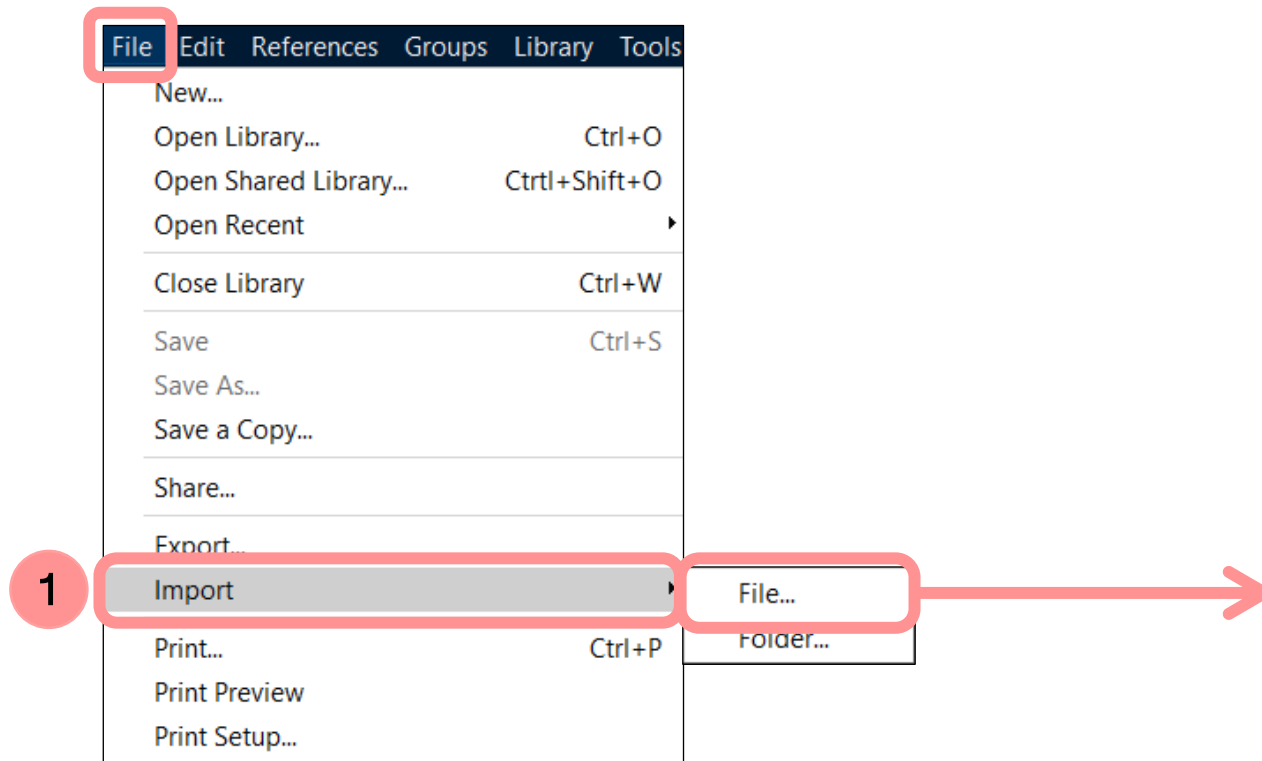 File Edit References Groups Library Tools
New...
Open Library... Ctrl+O
Open Shared Library... Ctrtl+Shift+O
Open Recent
Close Library Ctrl+W
Save Ctrl+S
Save As...
Save a Copy...
Share...
Export...
1 Import File...
Print... Ctrl+P Folder...
Print Preview
Print Setup...